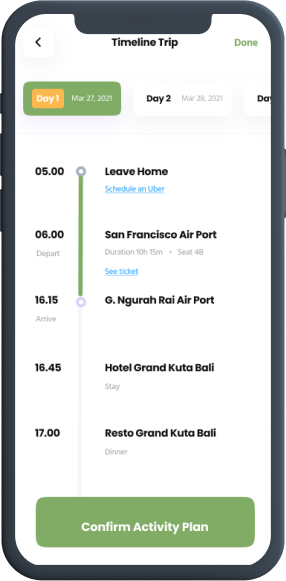 Timeline Trip
Done
Day 1 Mar 27, 2021
Day 2 Mar 28, 2021
05.00 Leave Home
Schedule an Uber
06.00 San Francisco Air Port
Depart Duration 10h 15m • Seat 4B
See ticket
16.15 G. Ngurah Rai Air Port
Arrive
16.45 Hotel Grand Kuta Bali
Stay
17.00 Resto Grand Kuta Bali
Dinner
Confirm Activity Plan